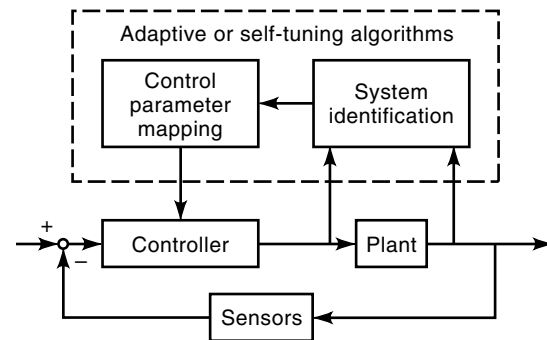 Adaptive or self-tuning algorithms
Control
parameter
mapping
System
identification
+
−
Controller
Plant
Sensors